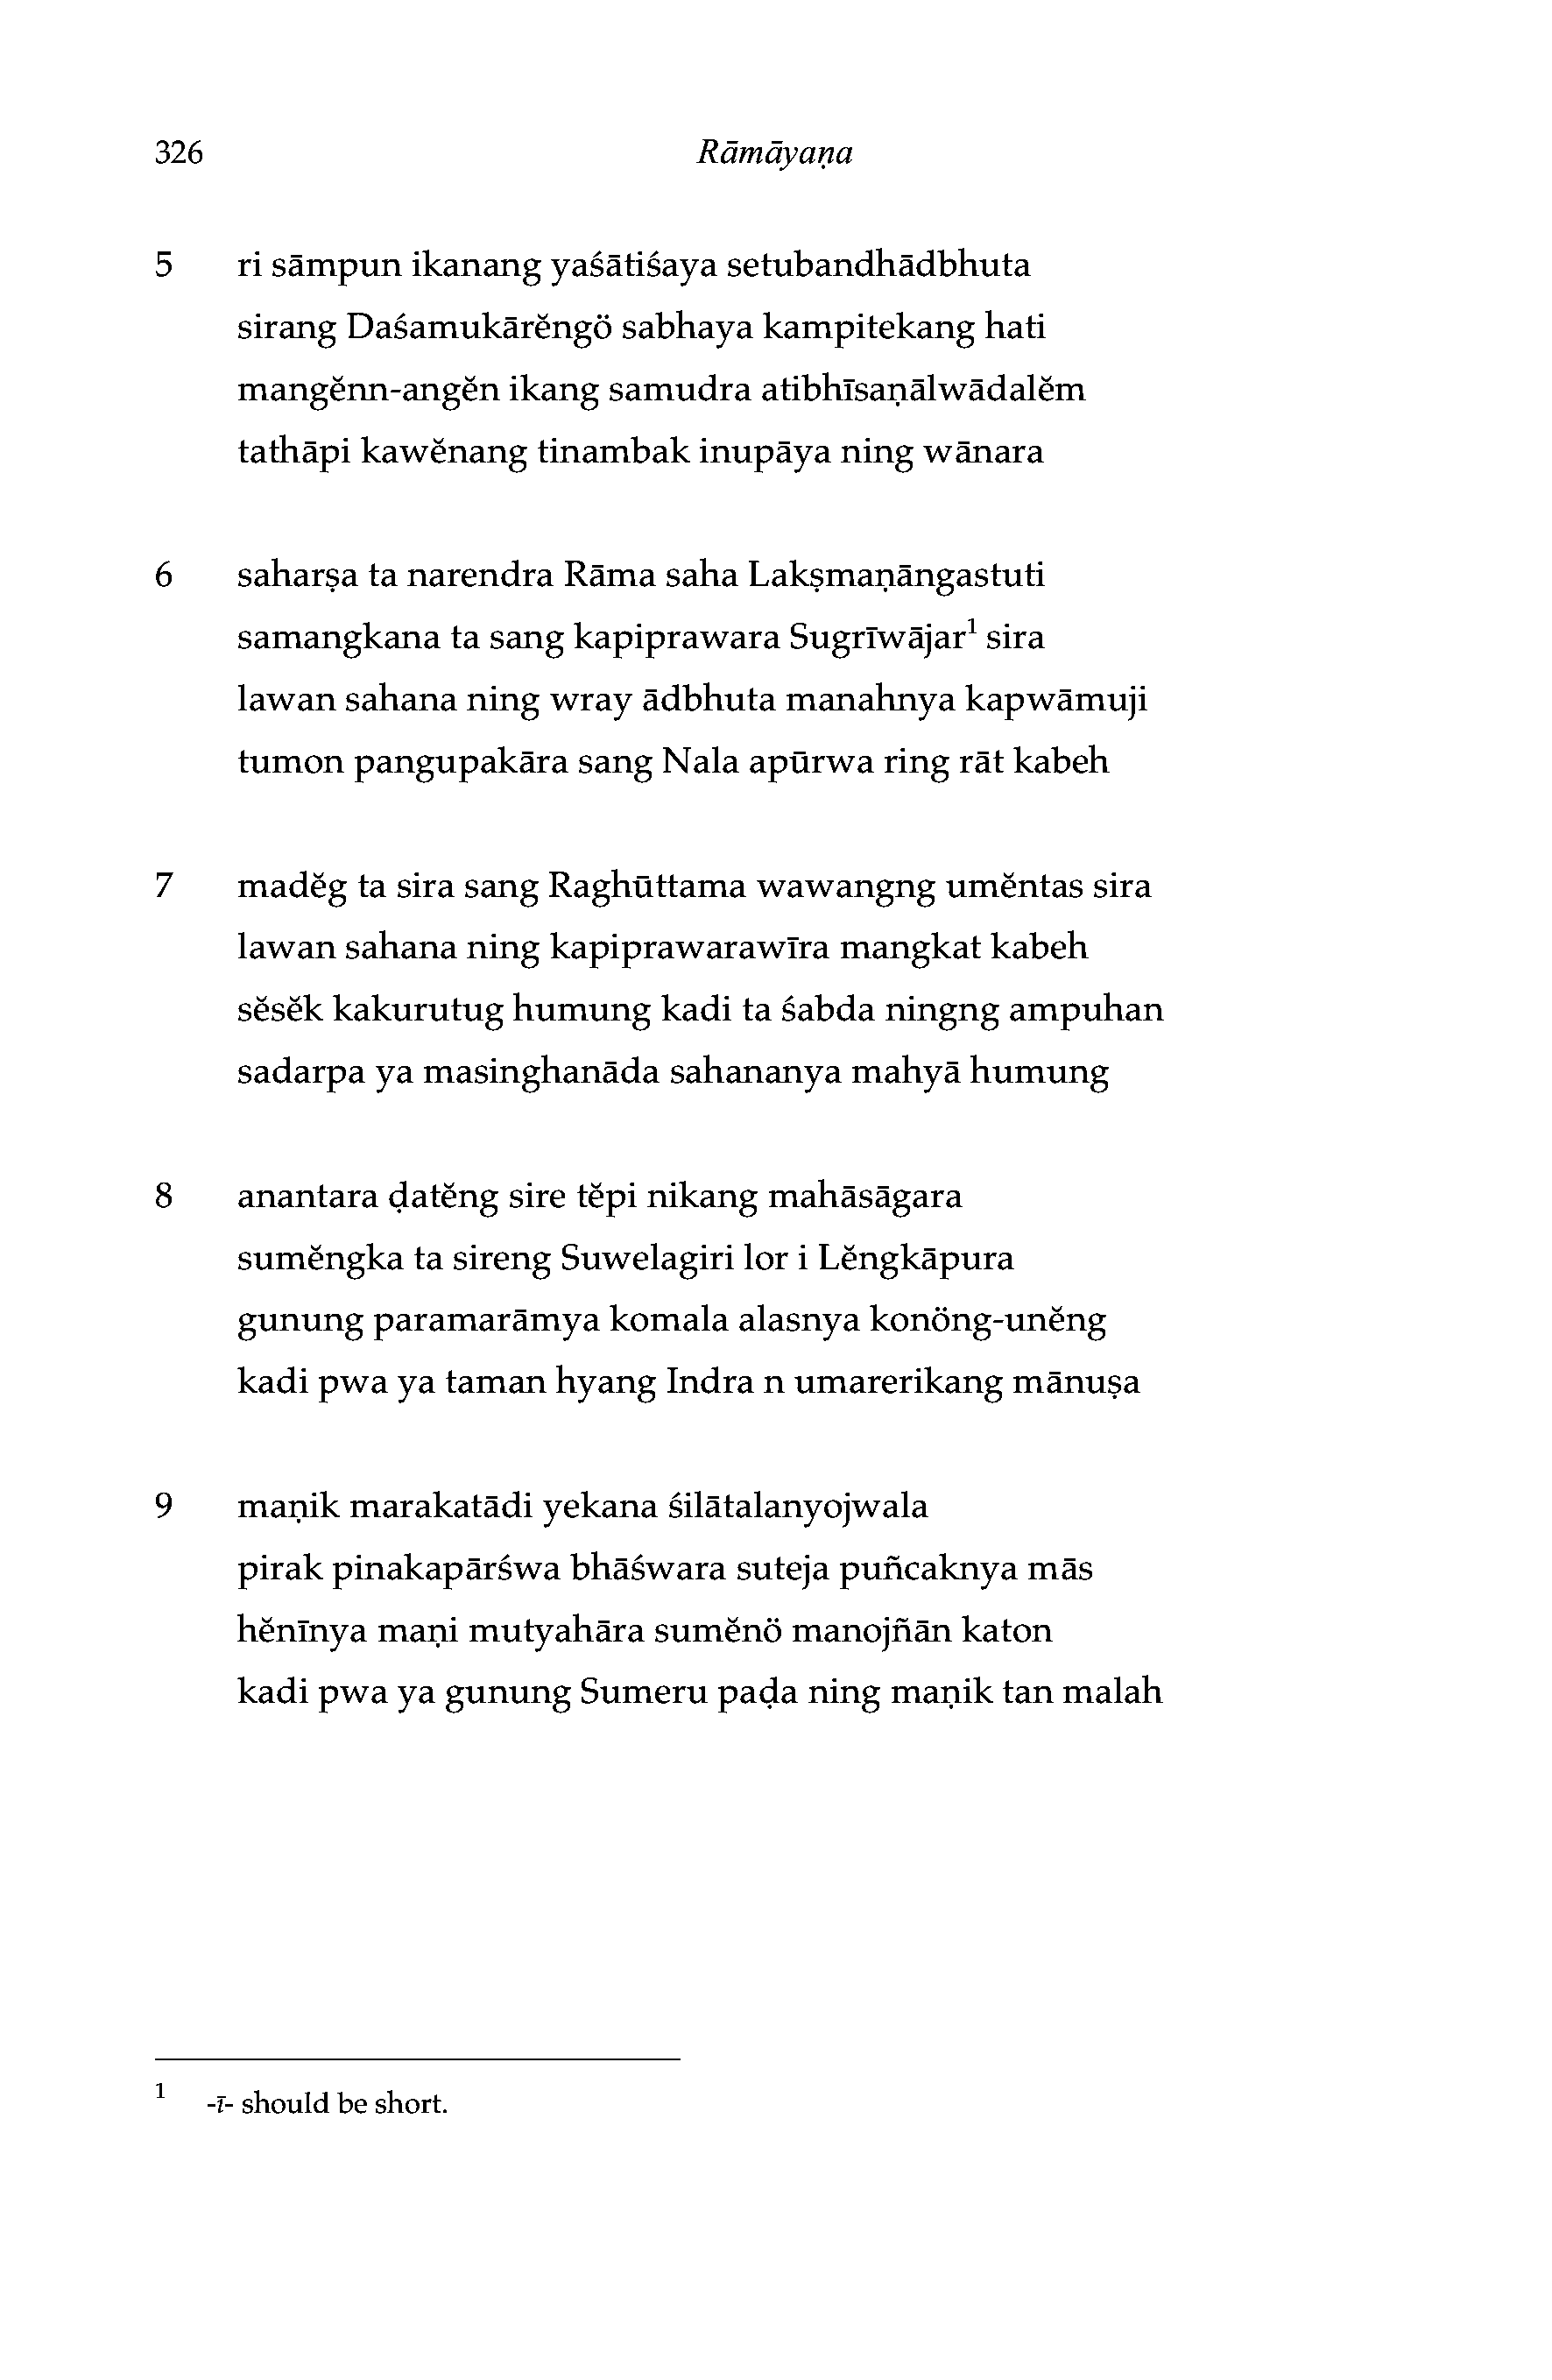 326 Rāmāyaṇa
5 ri sāmpun ikanang yaśātiśaya setubandhādbhuta
sirang Daśamukārĕngö sabhaya kampitekang hati
mangĕnn-angĕn ikang samudra atibhīsaṇālwādalĕm
tathāpi kawĕnang tinambak inupāya ning wānara
6 saharṣa ta narendra Rāma saha Lakṣmaṇāngastuti
samangkana ta sang kapiprawara Sugrīwājar¹ sira
lawan sahana ning wray ādbhuta manahnya kapwāmuji
tumon pangupakāra sang Nala apūrwa ring rāt kabeh
7 madĕg ta sira sang Raghūttama wawangng umĕntas sira
lawan sahana ning kapiprawarawīra mangkat kabeh
sĕsĕk kakurutug humung kadi ta śabda ningng ampuhan
sadarpa ya masinghanāda sahananya mahyā humung
8 anantara ḍatĕng sire tĕpi nikang mahāsāgara
sumĕngka ta sireng Suwelagiri lor i Lĕngkāpura
gunung paramarāmya komala alasnya konöng-unĕng
kadi pwa ya taman hyang Indra n umarerikang mānuṣa
9 maṇik marakatādi yekana śilātalanyojwala
pirak pinakapārśwa bhāśwara suteja puñcaknya mās
hĕnīnya maṇi mutyahāra sumĕnö manojñān katon
kadi pwa ya gunung Sumeru paḍa ning maṇik tan malah
1 -ī- should be short.